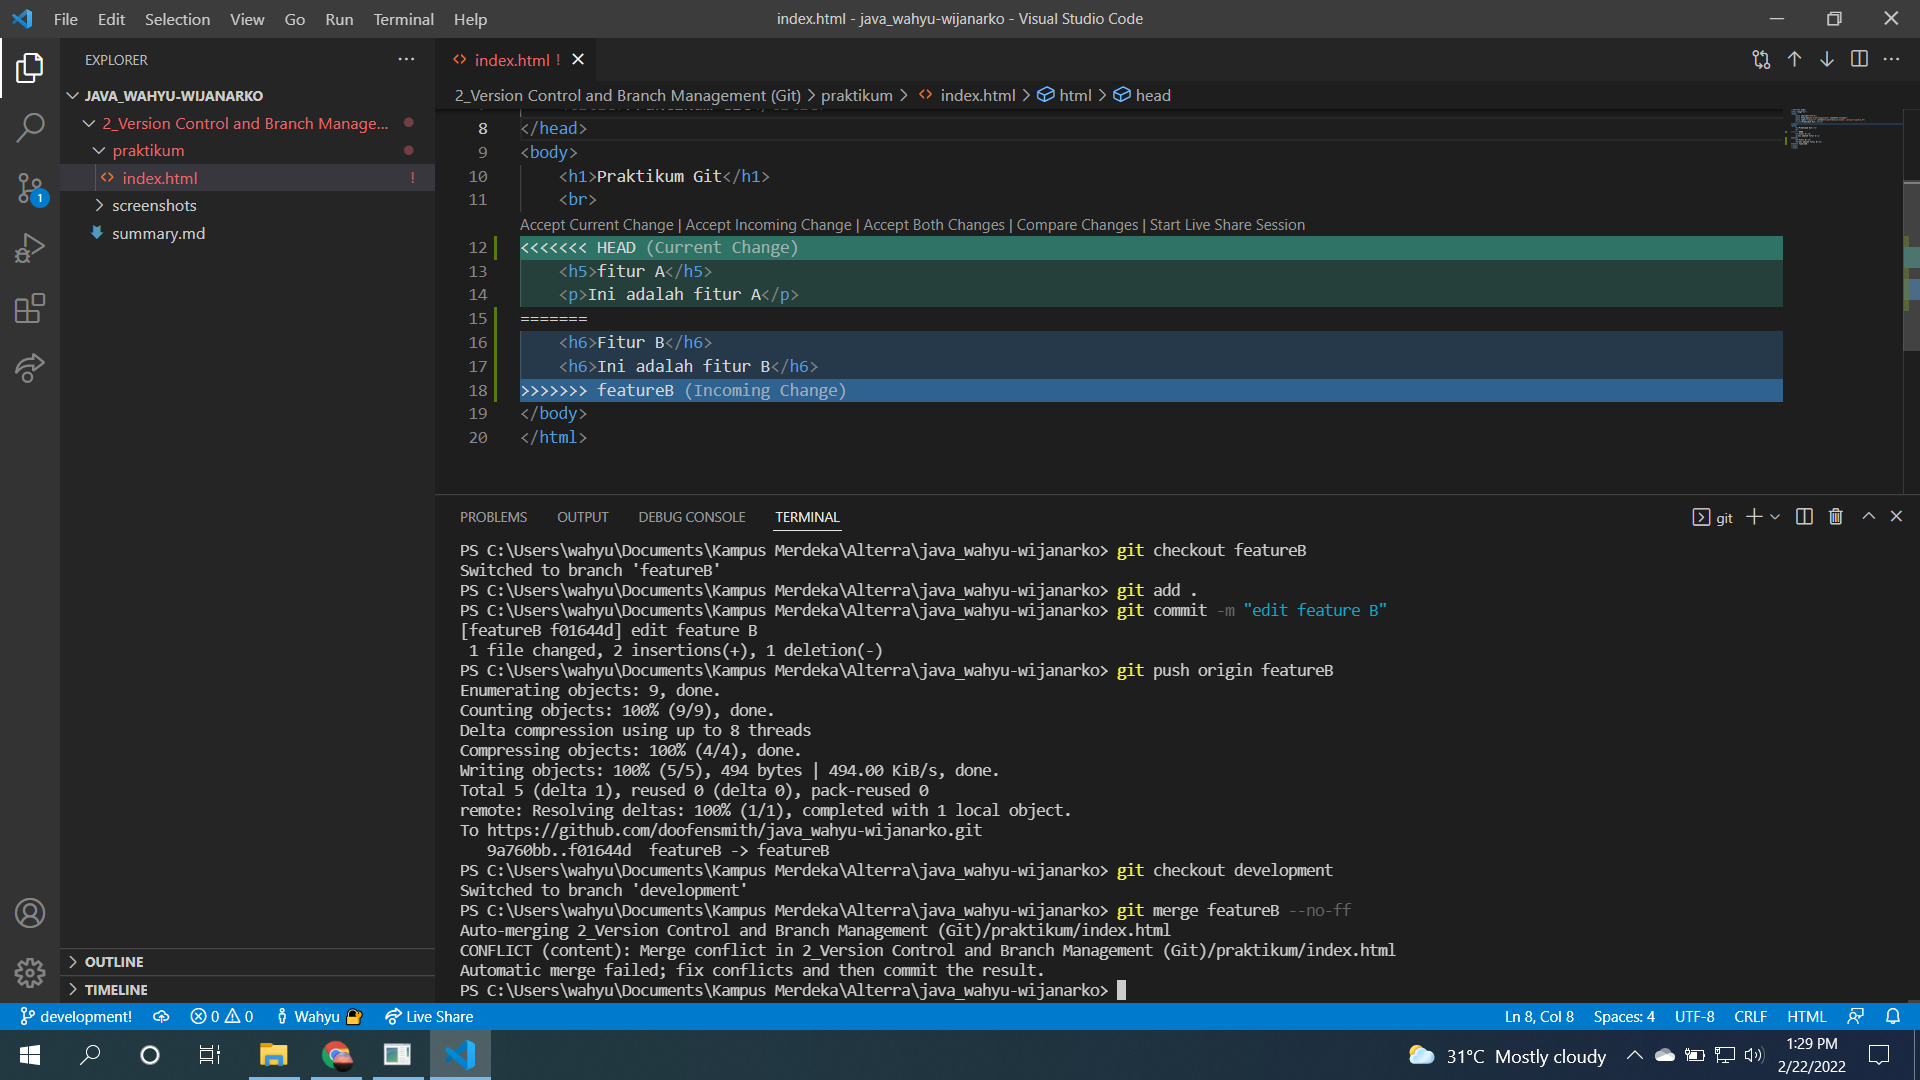 File Edit Selection View Go Run Terminal Help
index.html - java_wahyu-wijanarko - Visual Studio Code
EXPLORER
JAVA_WAHYU-WIJANARKO
2_Version Control and Branch Manage...
praktikum
index.html !
screenshots
summary.md
1
OUTLINE
TIMELINE
index.html !
2_Version Control and Branch Management (Git) > praktikum > index.html > html > head
8 </head>
9 <body>
10 <h1>Praktikum Git</h1>
11 <br>
Accept Current Change | Accept Incoming Change | Accept Both Changes | Compare Changes | Start Live Share Session
12 <<<<<<< HEAD (Current Change)
13 <h5>fitur A</h5>
14 <p>Ini adalah fitur A</p>
15 =======
16 <h6>Fitur B</h6>
17 <h6>Ini adalah fitur B</h6>
18 >>>>>>> featureB (Incoming Change)
19 </body>
20 </html>
PROBLEMS OUTPUT DEBUG CONSOLE TERMINAL
git
PS C:\Users\wahyu\Documents\Kampus Merdeka\Alterra\java_wahyu-wijanarko> git checkout featureB
Switched to branch 'featureB'
PS C:\Users\wahyu\Documents\Kampus Merdeka\Alterra\java_wahyu-wijanarko> git add .
PS C:\Users\wahyu\Documents\Kampus Merdeka\Alterra\java_wahyu-wijanarko> git commit -m "edit feature B"
[featureB f01644d] edit feature B
1 file changed, 2 insertions(+), 1 deletion(-)
PS C:\Users\wahyu\Documents\Kampus Merdeka\Alterra\java_wahyu-wijanarko> git push origin featureB
Enumerating objects: 9, done.
Counting objects: 100% (9/9), done.
Delta compression using up to 8 threads
Compressing objects: 100% (4/4), done.
Writing objects: 100% (5/5), 494 bytes | 494.00 KiB/s, done.
Total 5 (delta 1), reused 0 (delta 0), pack-reused 0
remote: Resolving deltas: 100% (1/1), completed with 1 local object.
To https://github.com/doofensmith/java_wahyu-wijanarko.git
9a760bb..f01644d featureB -> featureB
PS C:\Users\wahyu\Documents\Kampus Merdeka\Alterra\java_wahyu-wijanarko> git checkout development
Switched to branch 'development'
PS C:\Users\wahyu\Documents\Kampus Merdeka\Alterra\java_wahyu-wijanarko> git merge featureB --no-ff
Auto-merging 2_Version Control and Branch Management (Git)/praktikum/index.html
CONFLICT (content): Merge conflict in 2_Version Control and Branch Management (Git)/praktikum/index.html
Automatic merge failed; fix conflicts and then commit the result.
PS C:\Users\wahyu\Documents\Kampus Merdeka\Alterra\java_wahyu-wijanarko>
development! 0 0 Wahyu Live Share Ln 8, Col 8 Spaces: 4 UTF-8 CRLF HTML
31°C Mostly cloudy
1:29 PM
2/22/2022